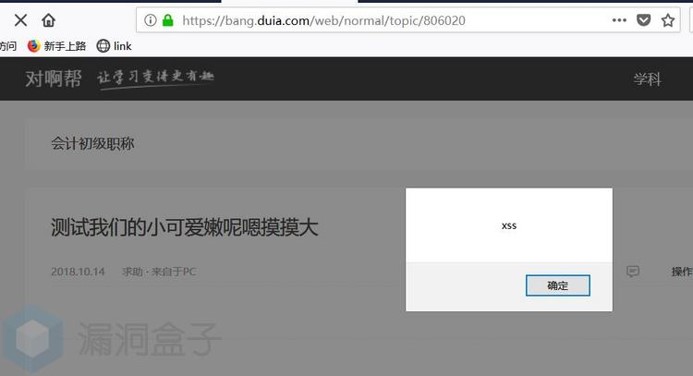 https://bang.duia.com/web/normal/topic/806020
访问 新手上路 link
对啊帮 让学习变得更有趣 学科
会计初级职称
测试我们的小可爱嫩呢嗯摸摸大
xss
2018.10.14 求助 · 来自于PC 操作
确定
漏洞盒子